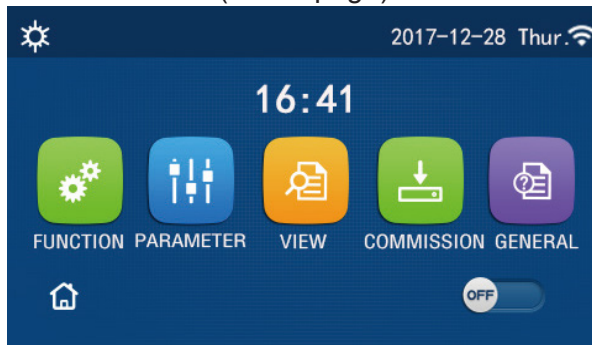 2017-12-28 Thur.
16:41
FUNCTION PARAMETER VIEW COMMISSION GENERAL
OFF